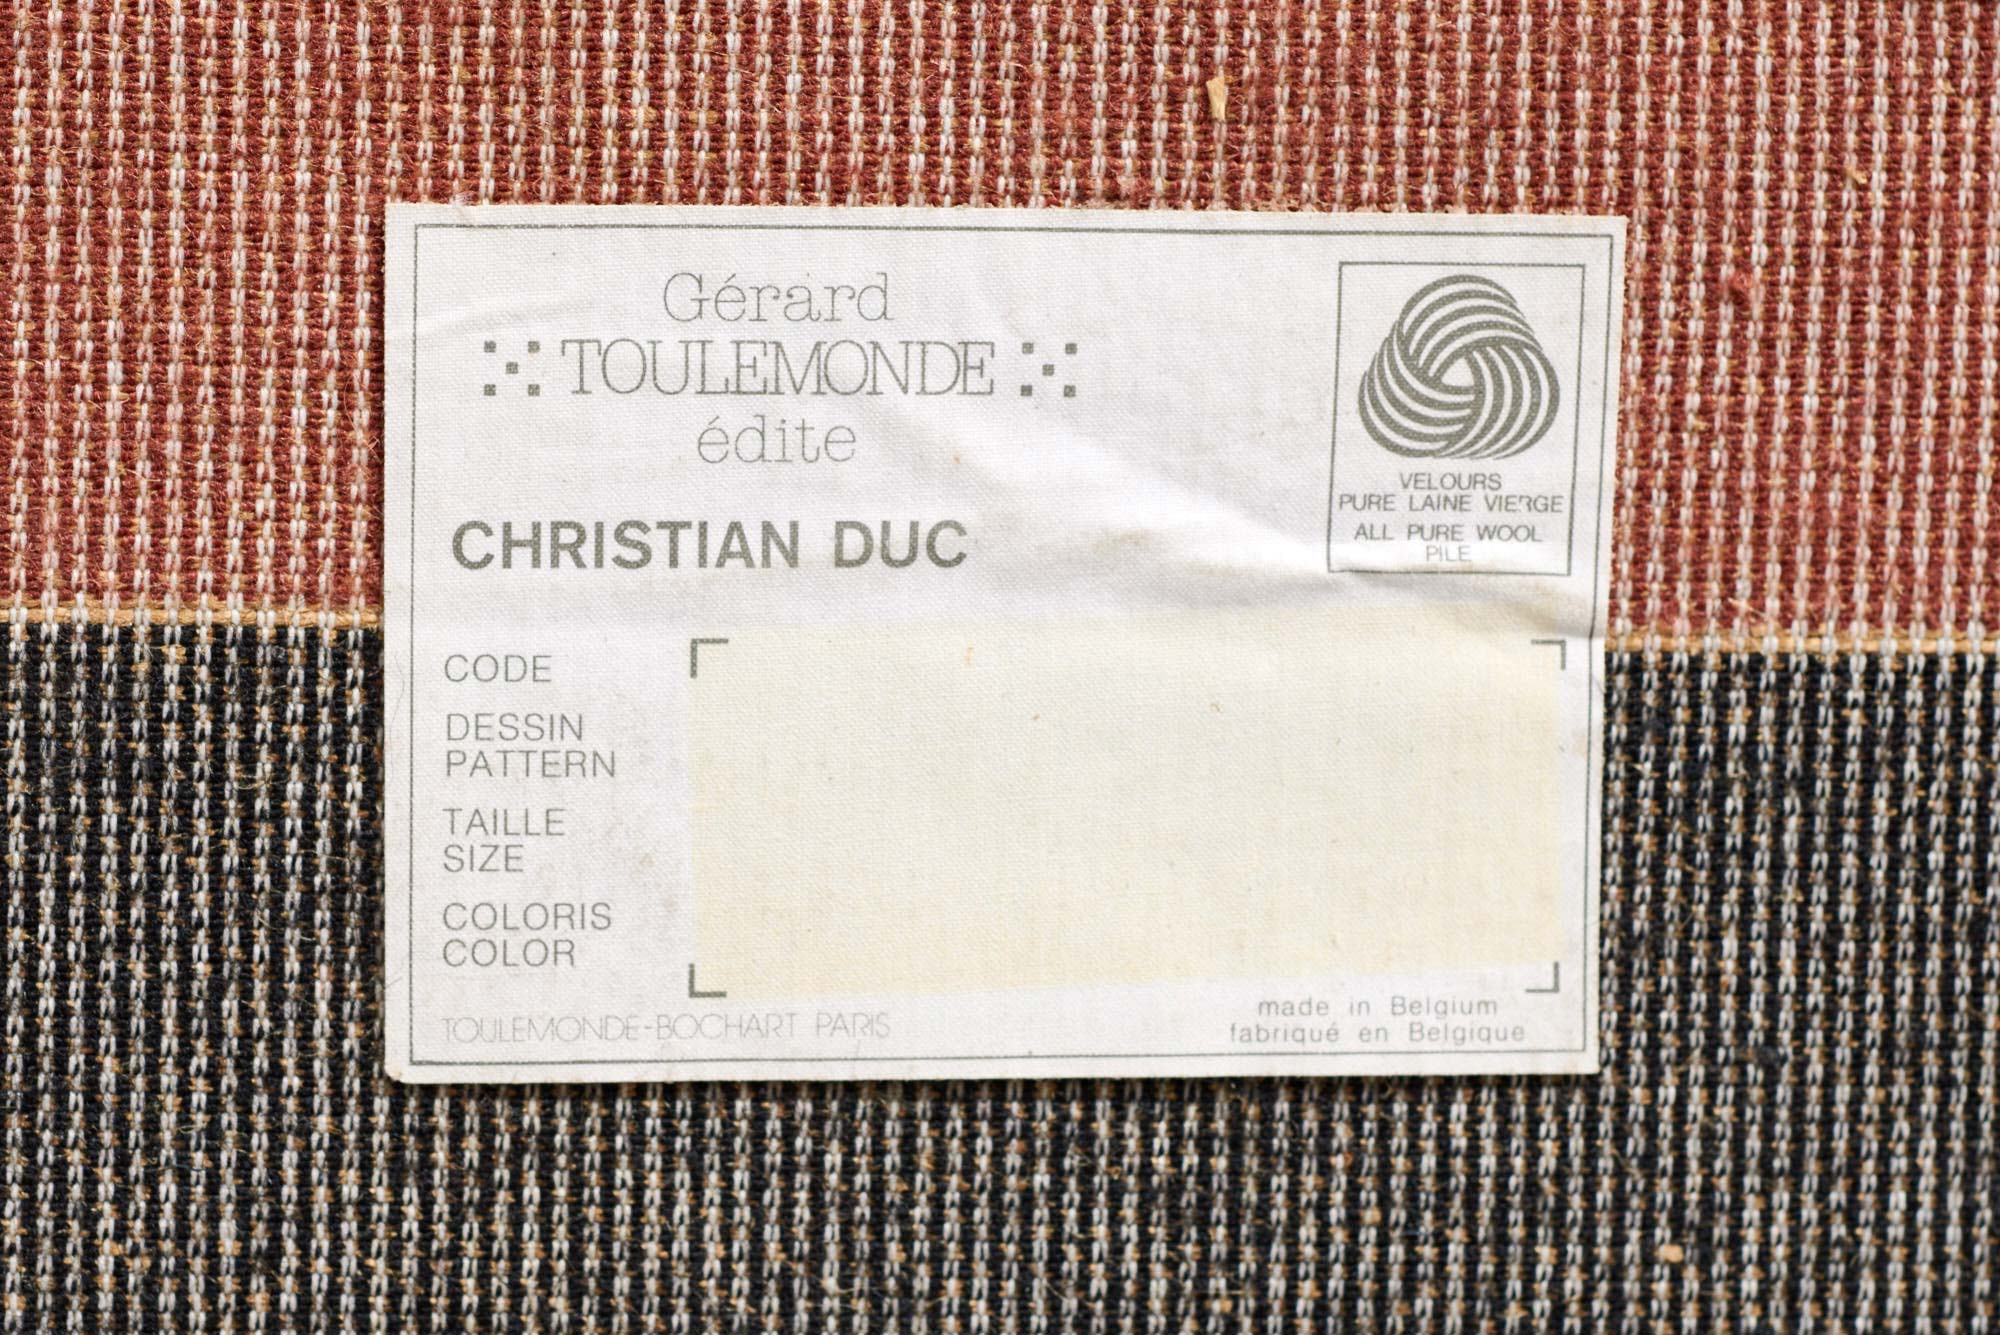 Gérard
TOULEMONDE
édite
VELOURS
PURE LAINE VIERGE
ALL PURE WOOL
PILE
CHRISTIAN DUC
CODE
DESSIN
PATTERN
TAILLE
SIZE
COLORIS
COLOR
TOULEMONDE-BOCHART PARIS
made in Belgium
fabriqué en Belgique